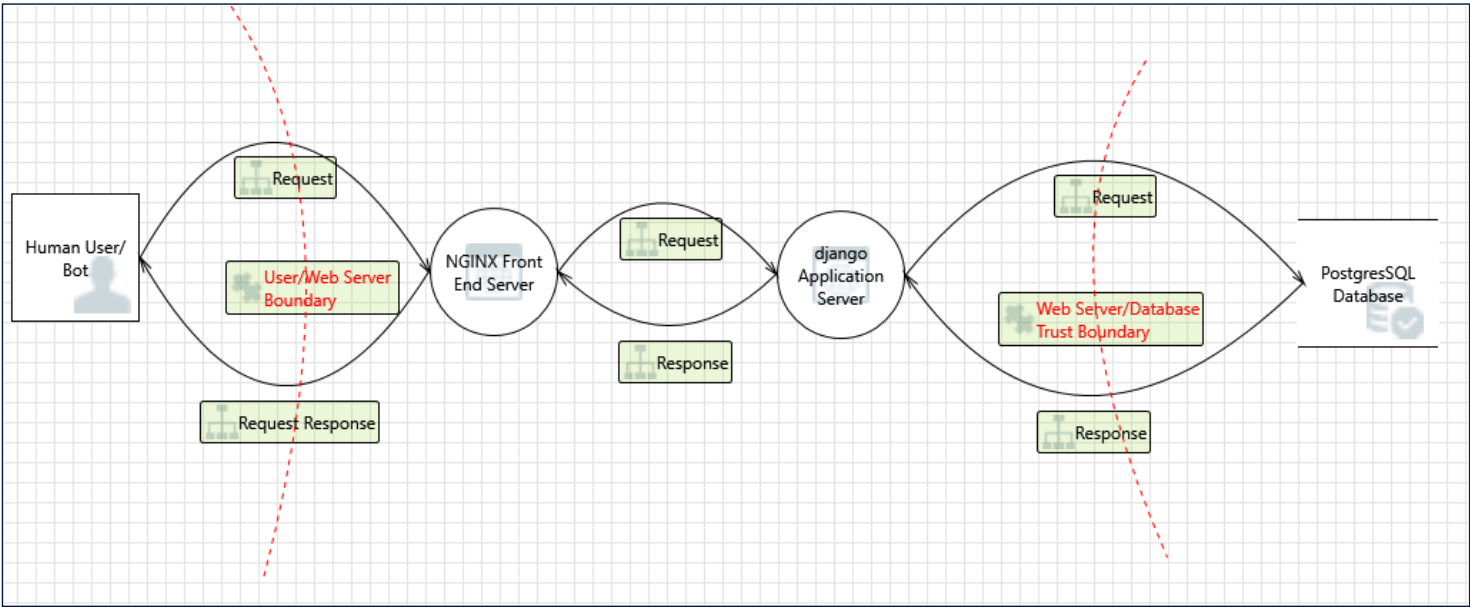 Request
Human User/
Bot
User/Web Server
Boundary
Request Response
NGINX Front
End Server
Request
Response
django
Application
Server
Request
Web Server/Database
Trust Boundary
Response
PostgresSQL
Database